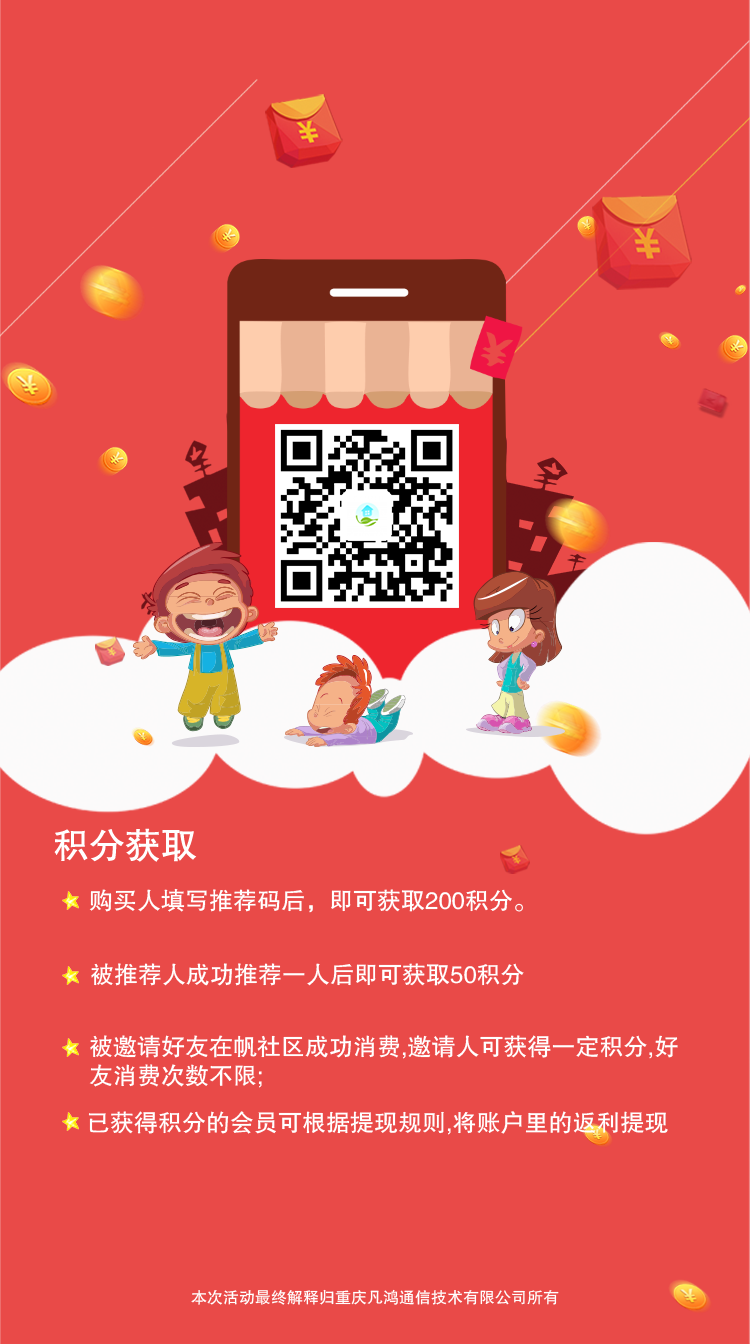 积分获取
购买人填写推荐码后，即可获取200积分。
被推荐人成功推荐一人后即可获取50积分
被邀请好友在帆社区成功消费,邀请人可获得一定积分,好
友消费次数不限;
已获得积分的会员可根据提现规则,将账户里的返利提现
本次活动最终解释归重庆凡鸿通信技术有限公司所有